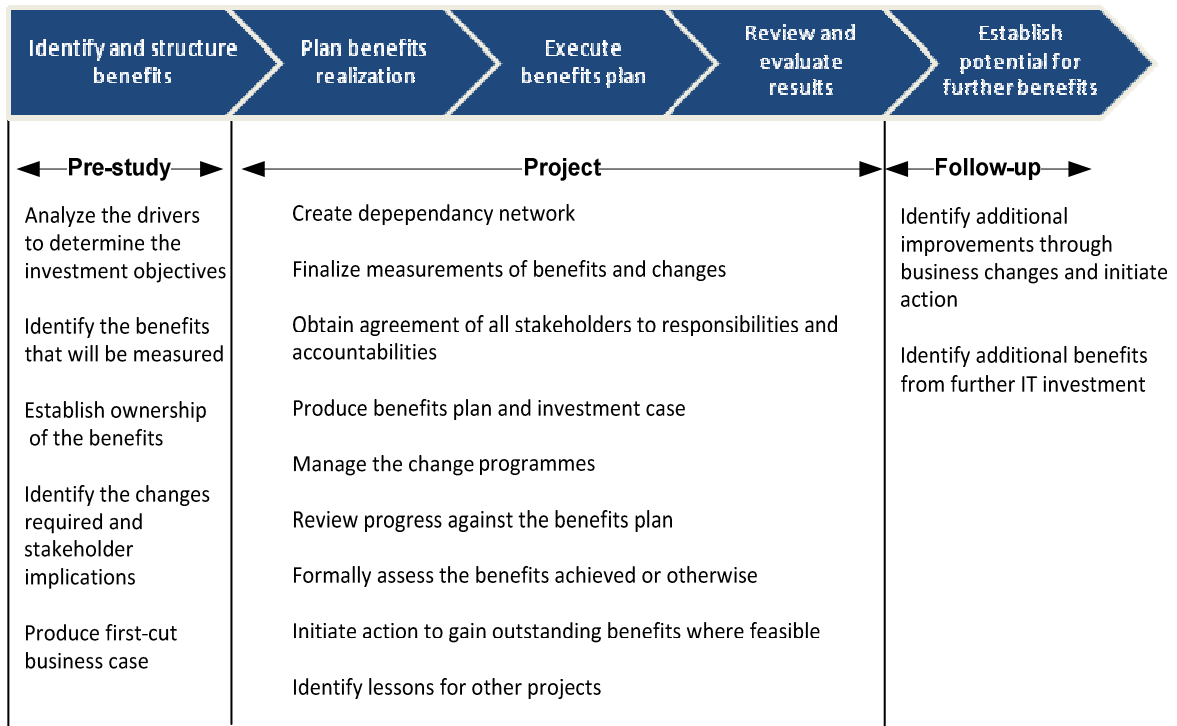 Identify and structure
benefits
Plan benefits
realization
Execute
benefits plan
Review and
evaluate
results
Establish
potential for
further benefits
Pre-study
Project
Follow-up
Analyze the drivers
to determine the
investment objectives
Identify the benefits
that will be measured
Establish ownership
of the benefits
Identify the changes
required and
stakeholder
implications
Produce first-cut
business case
Create depependancy network
Finalize measurements of benefits and changes
Obtain agreement of all stakeholders to responsibilities and
accountabilities
Produce benefits plan and investment case
Manage the change programmes
Review progress against the benefits plan
Formally assess the benefits achieved or otherwise
Initiate action to gain outstanding benefits where feasible
Identify lessons for other projects
Identify additional
improvements through
business changes and initiate
action
Identify additional benefits
from further IT investment